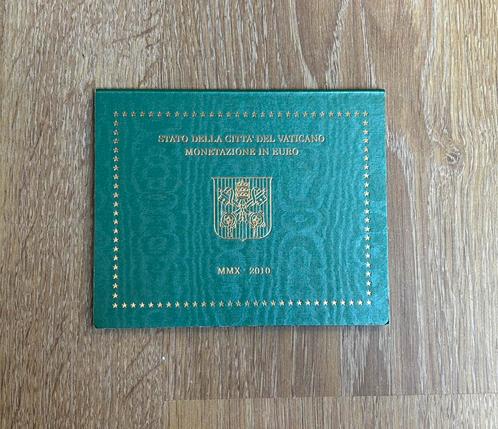 STATO DELLA CITTA' DEL VATICANO
MONETAZIONE IN EURO
MMX - 2010